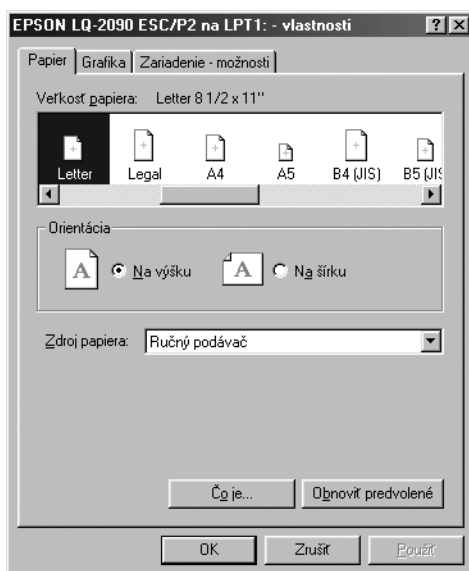 EPSON LQ-2090 ESC/P2 na LPT1: - vlastnosti
Papier Grafika Zariadenie - možnosti
Veľkosť papiera: Letter 8 1/2 x 11"
Letter Legal A4 A5 B4 (JIS) B5 (JIS
Orientácia
A Na výšku A Na šírku
Zdroj papiera: Ručný podávač
Čo je... Obnoviť predvolené
OK Zrušiť Použiť